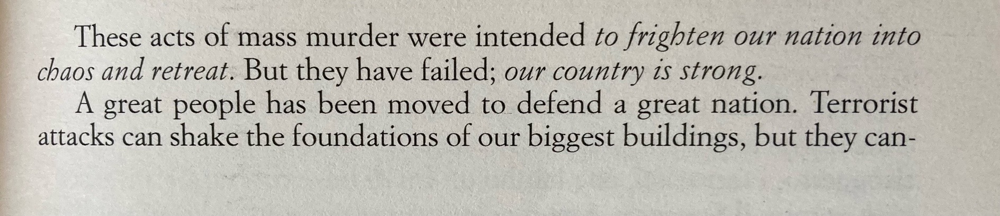 These acts of mass murder were intended to frighten our nation into
chaos and retreat. But they have failed; our country is strong.
A great people has been moved to defend a great nation. Terrorist
attacks can shake the foundations of our biggest buildings, but they can-